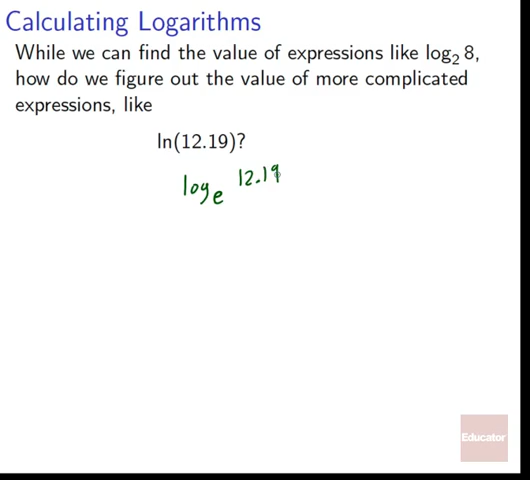 Calculating Logarithms
While we can find the value of expressions like log₂ 8,
how do we figure out the value of more complicated
expressions, like
ln(12.19)?
logₑ 12.19
Educator